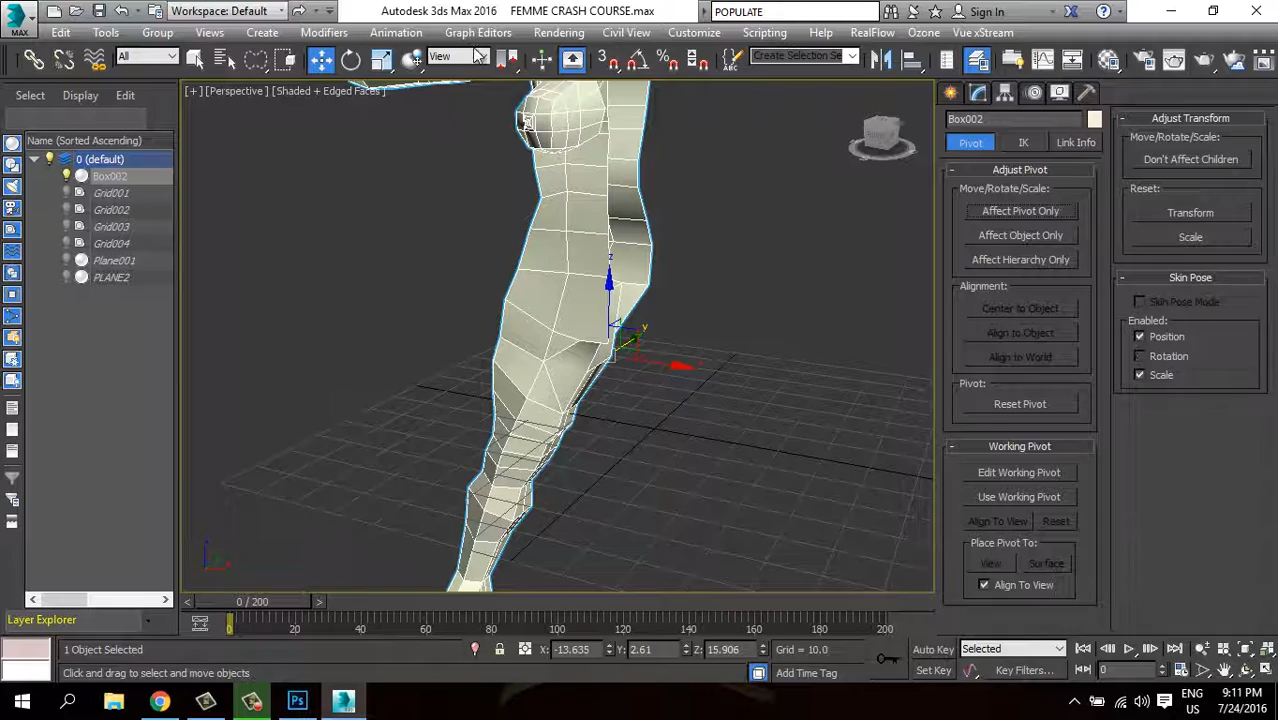 MAX
Workspace: Default
Autodesk 3ds Max 2016
FEMME CRASH COURSE.max
POPULATE
Sign In
Edit Tools Group Views Create Modifiers Animation Graph Editors Rendering Civil View Customize Scripting Help RealFlow Ozone Vue xStream
All
View
Create Selection Se
Select Display Edit
[+] [Perspective] [Shaded + Edged Faces]
Name (Sorted Ascending)
0 (default)
Box002
Grid001
Grid002
Grid003
Grid004
Plane001
PLANE2
Box002
Pivot IK Link Info
Adjust Pivot
Move/Rotate/Scale:
Affect Pivot Only
Affect Object Only
Affect Hierarchy Only
Alignment:
Center to Object
Align to Object
Align to World
Pivot:
Reset Pivot
Working Pivot
Edit Working Pivot
Use Working Pivot
Align To View Reset
Place Pivot To:
View Surface
Align To View
Adjust Transform
Move/Rotate/Scale:
Don't Affect Children
Reset:
Transform
Scale
Skin Pose
Skin Pose Mode
Enabled:
Position
Rotation
Scale
z
y
0 / 200
Layer Explorer
0 20 40 60 80 100 120 140 160 180 200
1 Object Selected
X: -13.635 Y: 2.61 Z: 15.906 Grid = 10.0
Auto Key Selected
Click and drag to select and move objects
Add Time Tag
Set Key Key Filters...
0
Ps
MAX
ENG
US
9:11 PM
7/24/2016